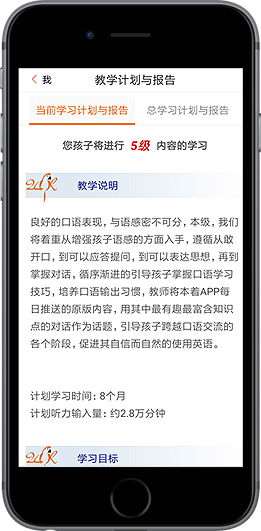 我
教学计划与报告
当前学习计划与报告 总学习计划与报告
您孩子将进行 5级 内容的学习
教学说明
良好的口语表现，与语感密不可分，本级，我们
将着重从增强孩子语感的方面入手，遵循从敢
开口，到可以应答提问，到可以表达思想，再到
掌握对话，循序渐进的引导孩子掌握口语学习
技巧，培养口语输出习惯，教师将本着APP每
日推送的原版内容，用其中最有趣最富含知识
点的对话作为话题，引导孩子跨越口语交流的
各个阶段，促进其自信而自然的使用英语。
计划学习时间：8个月
计划听力输入量：约2.8万分钟
学习目标